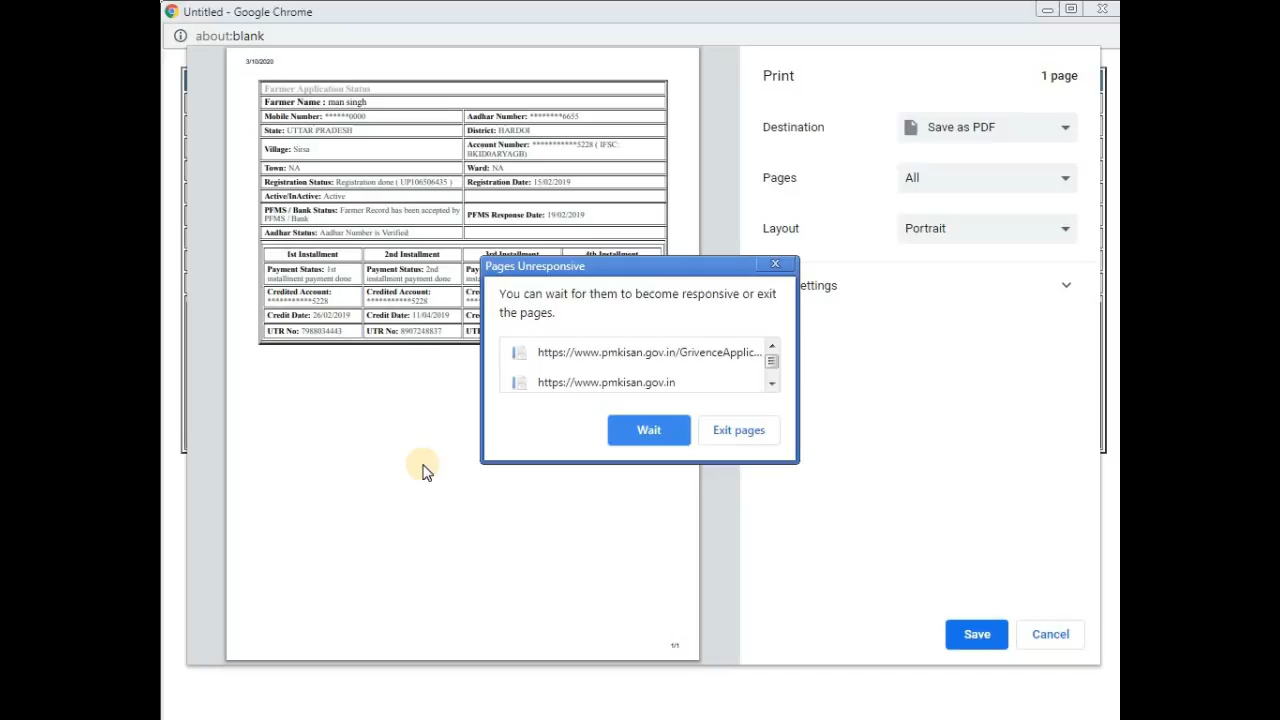 Untitled - Google Chrome
about:blank
3/10/2020
Farmer Application Status
Farmer Name : man singh
Mobile Number: ******0000 Aadhar Number: ********6655
State: UTTAR PRADESH District: HARDOI
Village: Sirsa Account Number: ***********5228 ( IFSC:
BKID0ARYAGB)
Town: NA Ward: NA
Registration Status: Registration done ( UP106506435 ) Registration Date: 15/02/2019
Active/InActive: Active
PFMS / Bank Status: Farmer Record has been accepted by
PFMS / Bank
PFMS Response Date: 19/02/2019
Aadhar Status: Aadhar Number is Verified
1st Installment 2nd Installment 3rd Installment 4th Installment
Payment Status: 1st
installment payment done
Payment Status: 2nd
installment payment done
Credited Account:
***********5228
Credited Account:
***********5228
Credit Date: 26/02/2019 Credit Date: 11/04/2019
UTR No: 7988034443 UTR No: 8907248837
1/1
Pages Unresponsive
You can wait for them to become responsive or exit
the pages.
https://www.pmkisan.gov.in/GrivenceApplic...
https://www.pmkisan.gov.in
Wait Exit pages
Print 1 page
Destination Save as PDF
Pages All
Layout Portrait
ettings
Save Cancel